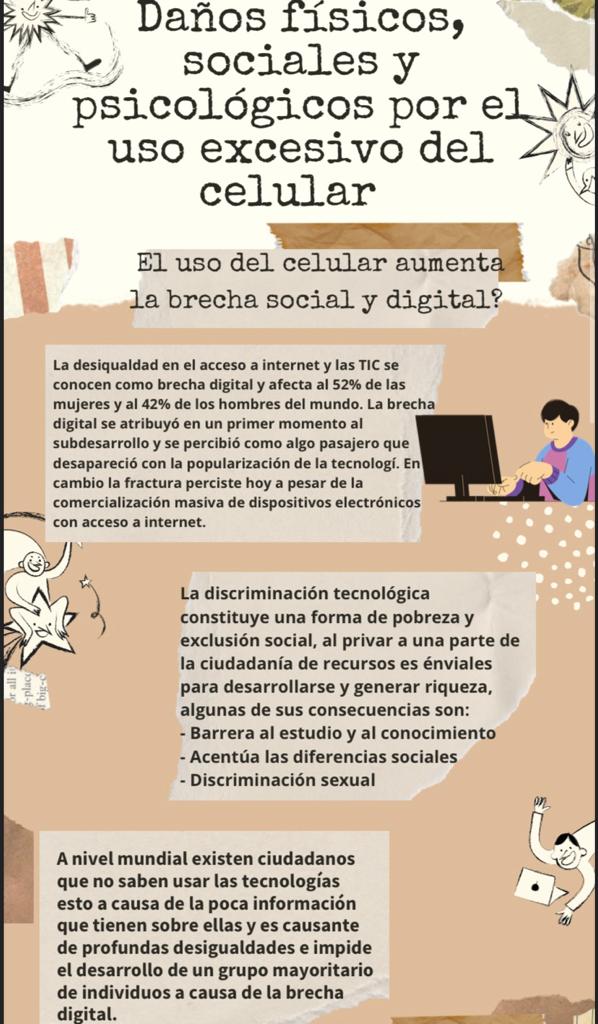 Daños físicos,
sociales y
psicológicos por el
uso excesivo del
celular
El uso del celular aumenta
la brecha social y digital?
La desiqualdad en el acceso a internet y las TIC se
conocen como brecha digital y afecta al 52% de las
mujeres y al 42% de los hombres del mundo. La brecha
digital se atribuyó en un primer momento al
subdesarrollo y se percibió como algo pasajero que
desapareció con la popularización de la tecnologí. En
cambio la fractura perciste hoy a pesar de la
comercialización masiva de dispositivos electrónicos
con acceso a internet.
La discriminación tecnológica
constituye una forma de pobreza y
exclusión social, al privar a una parte de
la ciudadanía de recursos es énviales
para desarrollarse y generar riqueza,
algunas de sus consecuencias son:
- Barrera al estudio y al conocimiento
- Acentúa las diferencias sociales
- Discriminación sexual
A nivel mundial existen ciudadanos
que no saben usar las tecnologías
esto a causa de la poca información
que tienen sobre ellas y es causante
de profundas desigualdades e impide
el desarrollo de un grupo mayoritario
de individuos a causa de la brecha
digital.